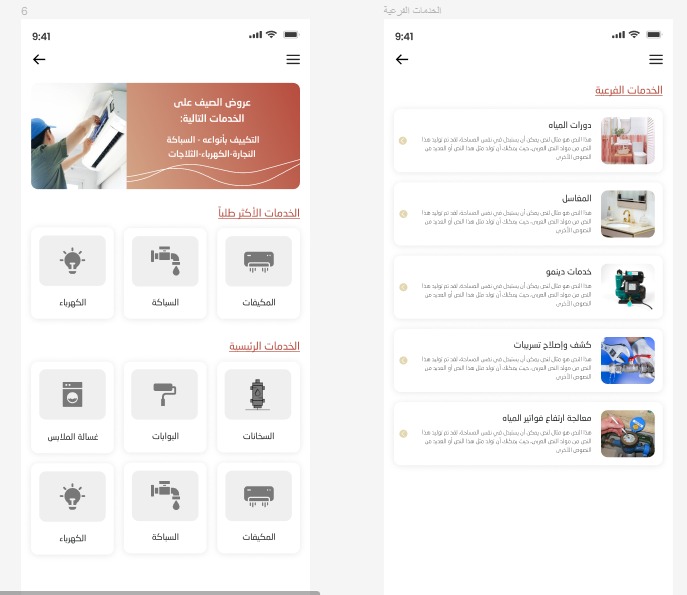 6
9:41
عروض الصيف على
الخدمات التالية:
التكييف بأنواعه - السباكة
النجارة-الكهرباء-الثلاجات
الخدمات الأكثر طلباً
المكيفات
السباكة
الكهرباء
الخدمات الرئيسية
السخانات
البوايات
غسالة الملابس
المكيفات
السباكة
الكهرباء
الخدمات الفرعية
9:41
الخدمات الفرعية
دورات المياه
هذا النص هو مثال لنص يمكن أن يستبدل في نفس المساحة، لقد تم توليد هذا
النص من مولد النص العربى، حيث يمكنك أن تولد مثل هذا النص أو العديد من
النصوص الأخرى
المغاسل
هذا النص هو مثال لنص يمكن أن يستبدل في نفس المساحة، لقد تم توليد هذا
النص من مولد النص العربى، حيث يمكنك أن تولد مثل هذا النص أو العديد من
النصوص الأخرى
خدمات دينمو
هذا النص هو مثال لنص يمكن أن يستبدل في نفس المساحة، لقد تم توليد هذا
النص من مولد النص العربى، حيث يمكنك أن تولد مثل هذا النص أو العديد من
النصوص الأخرى
كشف وإصلاح تسريبات
هذا النص هو مثال لنص يمكن أن يستبدل في نفس المساحة، لقد تم توليد هذا
النص من مولد النص العربى، حيث يمكنك أن تولد مثل هذا النص أو العديد من
النصوص الأخرى
معالجة ارتفاع فواتير المياه
هذا النص هو مثال لنص يمكن أن يستبدل في نفس المساحة، لقد تم توليد هذا
النص من مولد النص العربى، حيث يمكنك أن تولد مثل هذا النص أو العديد من
النصوص الأخرى